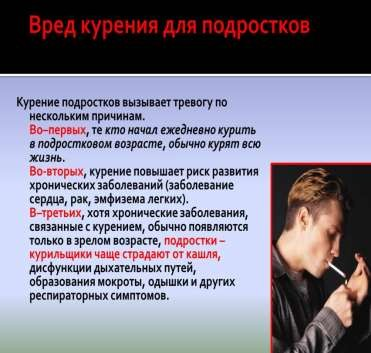 Вред курения для подростков
Курение подростков вызывает тревогу по
нескольким причинам.
Во–первых, те кто начал ежедневно курить
в подростковом возрасте, обычно курят всю
жизнь.
Во-вторых, курение повышает риск развития
хронических заболеваний (заболевание
сердца, рак, эмфизема легких).
В–третьих, хотя хронические заболевания,
связанные с курением, обычно появляются
только в зрелом возрасте, подростки –
курильщики чаще страдают от кашля,
дисфункции дыхательных путей,
образования мокроты, одышки и других
респираторных симптомов.